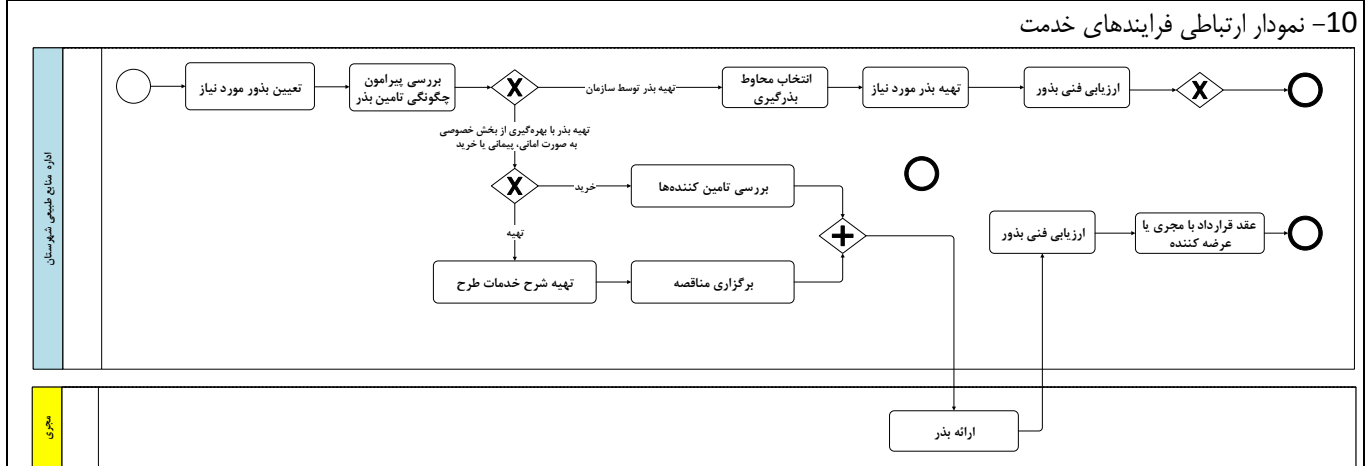 10- نمودار ارتباطی فرایندهای خدمت
اداره منابع طبیعی شهرستان
تعیین بذور مورد نیاز
بررسی پیرامون
چگونگی تامین بذر
تهیه بذر توسط سازمان
انتخاب محاوط
بذرگیری
تهیه بذر مورد نیاز
ارزیابی فنی بذور
تهیه بذر با بهره‌گیری از بخش خصوصی
به صورت امانی، پیمانی یا خرید
خرید
بررسی تامین کننده‌ها
تهیه
تهیه شرح خدمات طرح
برگزاری مناقصه
ارزیابی فنی بذور
عقد قرارداد با مجری یا
عرضه کننده
مجری
ارائه بذر